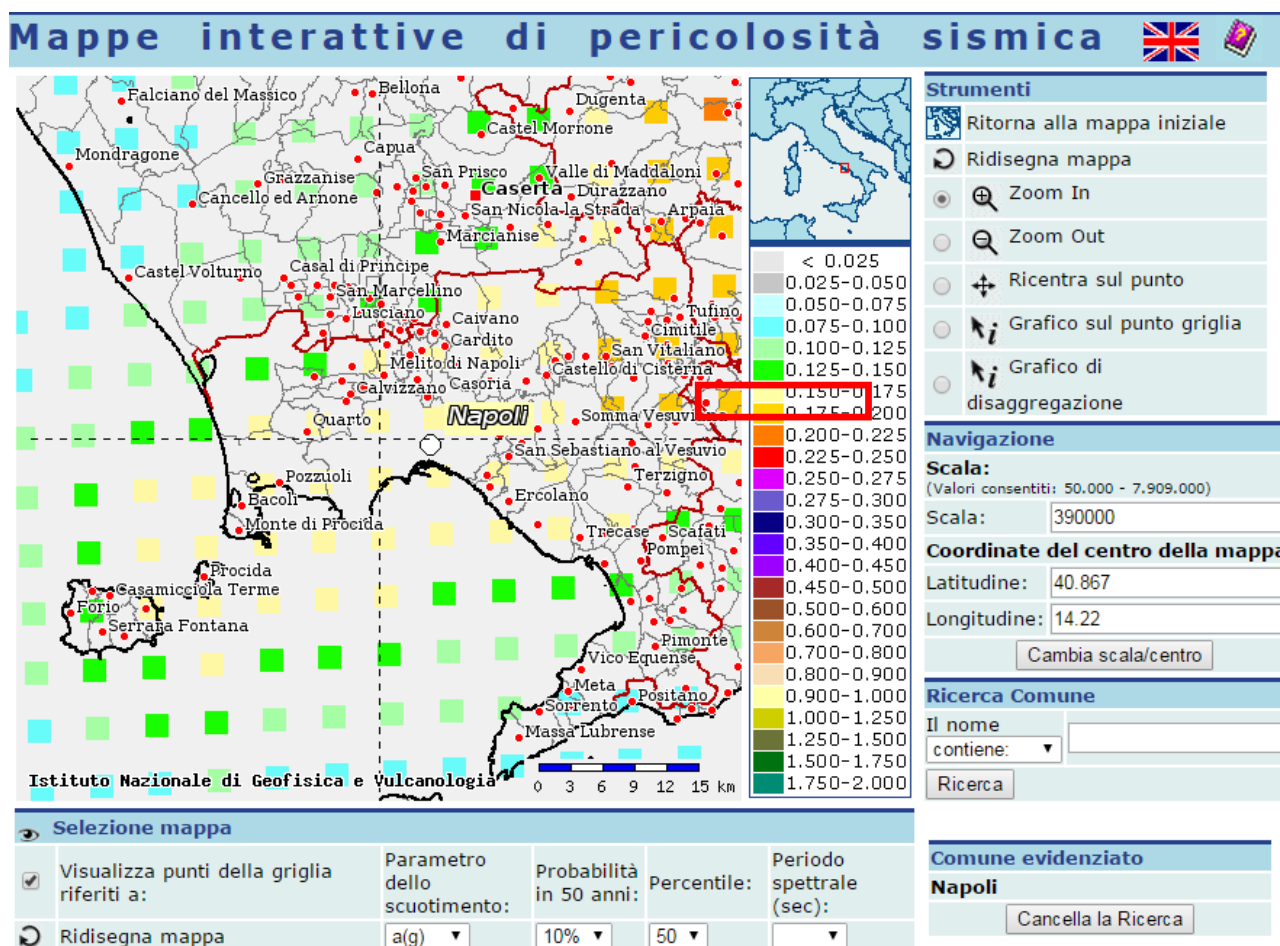 Mappe interattive di pericolosità sismica
Falciano del Massico
Bellona
Dugenta
Castel Morrone
Mondragone
Capua
Grazzanise
San Prisco
Valle di Maddaloni
Cancello ed Arnone
Caserta
Durazzano
San Nicola la Strada
Arpaia
Marcianise
Castel Volturno
Casal di Principe
San Marcellino
Lusciano
Caivano
Tufino
Cimitile
Cardito
San Vitaliano
Melito di Napoli
Castello di Cisterna
Calvizzano
Casoria
Quarto
Napoli
Somma Vesuviana
San Sebastiano al Vesuvio
Pozzuoli
Terzigno
Bacoli
Ercolano
Monte di Procida
Trecase
Scafati
Pompei
Procida
Casamicciola Terme
Forio
Serrara Fontana
Pimonte
Vico Equense
Meta
Positano
Sorrento
Massa Lubrense
Istituto Nazionale di Geofisica e Vulcanologia
0 3 6 9 12 15 km
< 0.025
0.025-0.050
0.050-0.075
0.075-0.100
0.100-0.125
0.125-0.150
0.150-0.175
0.175-0.200
0.200-0.225
0.225-0.250
0.250-0.275
0.275-0.300
0.300-0.350
0.350-0.400
0.400-0.450
0.450-0.500
0.500-0.600
0.600-0.700
0.700-0.800
0.800-0.900
0.900-1.000
1.000-1.250
1.250-1.500
1.500-1.750
1.750-2.000
Strumenti
Ritorna alla mappa iniziale
Ridisegna mappa
Zoom In
Zoom Out
Ricentra sul punto
Grafico sul punto griglia
Grafico di
disaggregazione
Navigazione
Scala:
(Valori consentiti: 50.000 - 7.909.000)
Scala: 390000
Coordinate del centro della mappa
Latitudine: 40.867
Longitudine: 14.22
Cambia scala/centro
Ricerca Comune
Il nome
contiene:
Ricerca
Selezione mappa
Visualizza punti della griglia
riferiti a:
Parametro
dello
scuotimento:
Probabilità
in 50 anni:
Percentile:
Periodo
spettrale
(sec):
Ridisegna mappa
a(g)
10%
50
Comune evidenziato
Napoli
Cancella la Ricerca